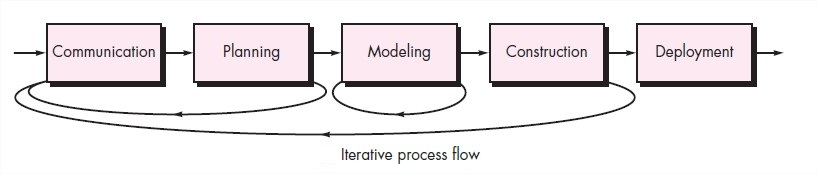 Communication
Planning
Modeling
Construction
Deployment
Iterative process flow